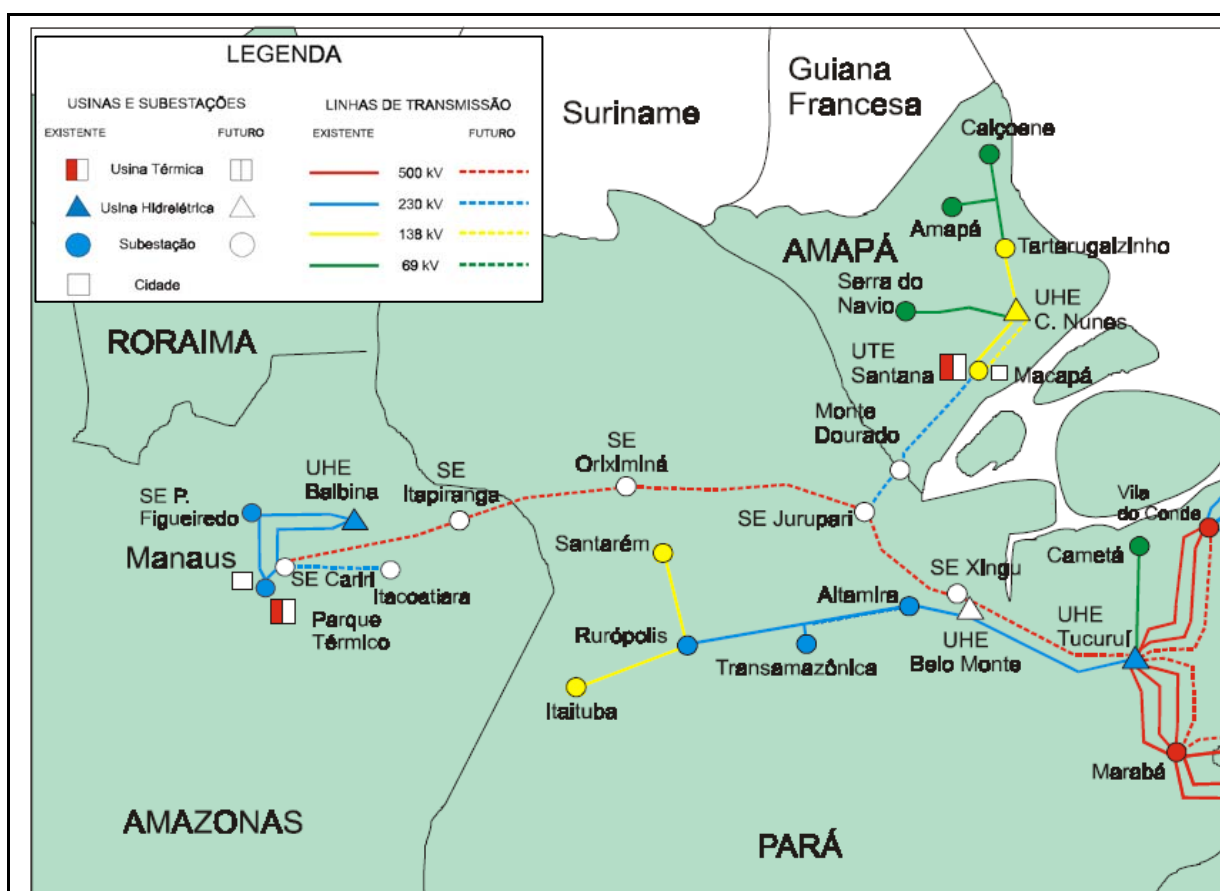 LEGENDA
USINAS E SUBESTAÇÕES
LINHAS DE TRANSMISSÃO
EXISTENTE
FUTURO
EXISTENTE
FUTURO
Usina Térmica
500 kV
Usina Hidrelétrica
230 kV
Subestação
138 kV
69 kV
Cidade
Suriname
Guiana
Francesa
Calçoene
Amapá
AMAPÁ
Tartarugalzinho
Serra do
Navio
UHE
C. Nunes
UTE
Santana
Macapá
RORAIMA
Monte
Dourado
SE
Oriximiná
SE
Itapiranga
UHE
Balbina
SE P.
Figueiredo
Manaus
SE Cariri
Itacoatiara
Parque
Térmico
SE Jurupari
Santarém
Vila
do Conde
Cametá
SE Xingu
Altamira
UHE
Tucuruí
Rurópolis
Transamazônica
UHE
Belo Monte
Itaituba
Marabá
AMAZONAS
PARÁ